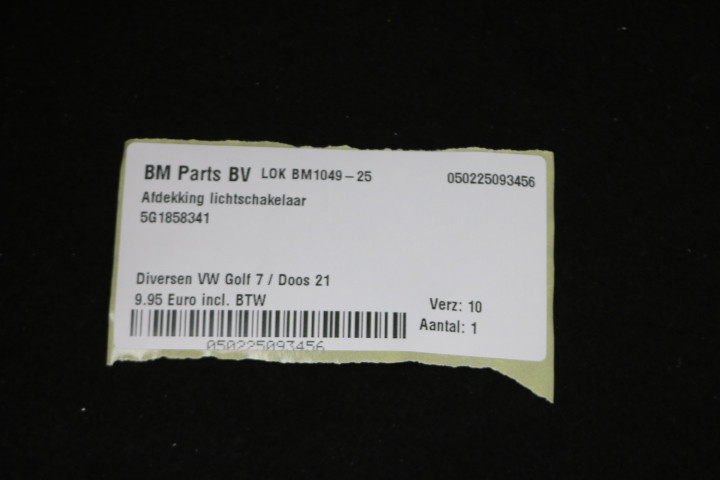 BM Parts BV LOK BM1049-25 050225093456
Afdekking lichtschakelaar
5G1858341
Diversen VW Golf 7 / Doos 21
9.95 Euro incl. BTW Verz: 10
Aantal: 1
050225093456